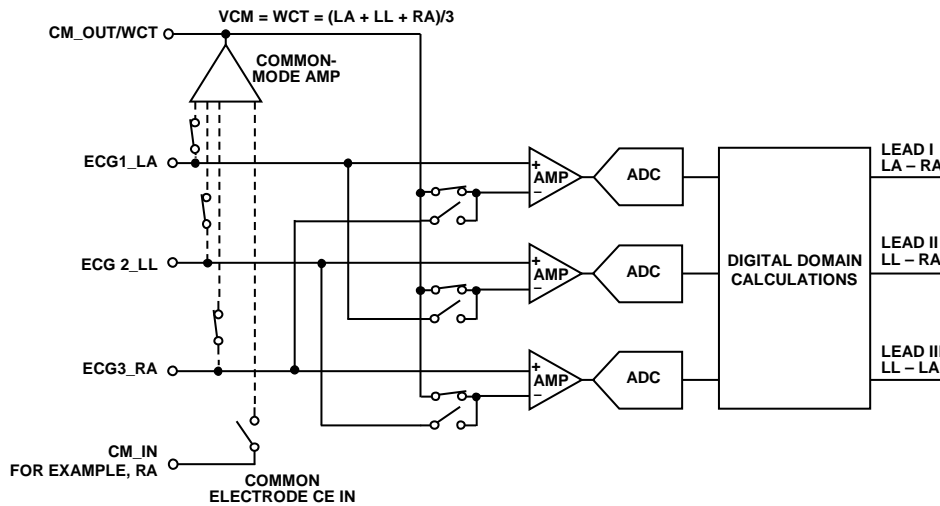 VCM = WCT = (LA + LL + RA)/3
CM_OUT/WCT
COMMON-
MODE AMP
ECG1_LA
+
AMP
–
ADC
LEAD I
LA – RA
ECG 2_LL
+
AMP
–
ADC
DIGITAL DOMAIN
CALCULATIONS
LEAD II
LL – RA
ECG3_RA
+
AMP
–
ADC
LEAD III
LL – LA
CM_IN
FOR EXAMPLE, RA
COMMON
ELECTRODE CE IN